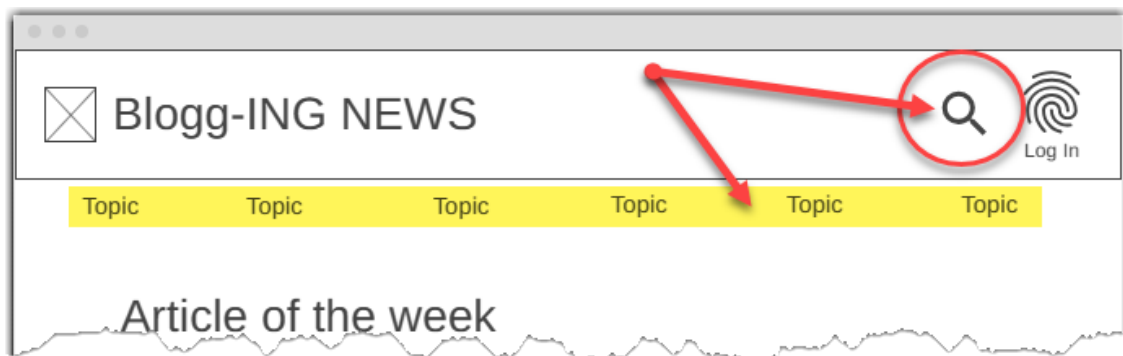 Blogg-ING NEWS
Log In
Topic Topic Topic Topic Topic Topic
Article of the week